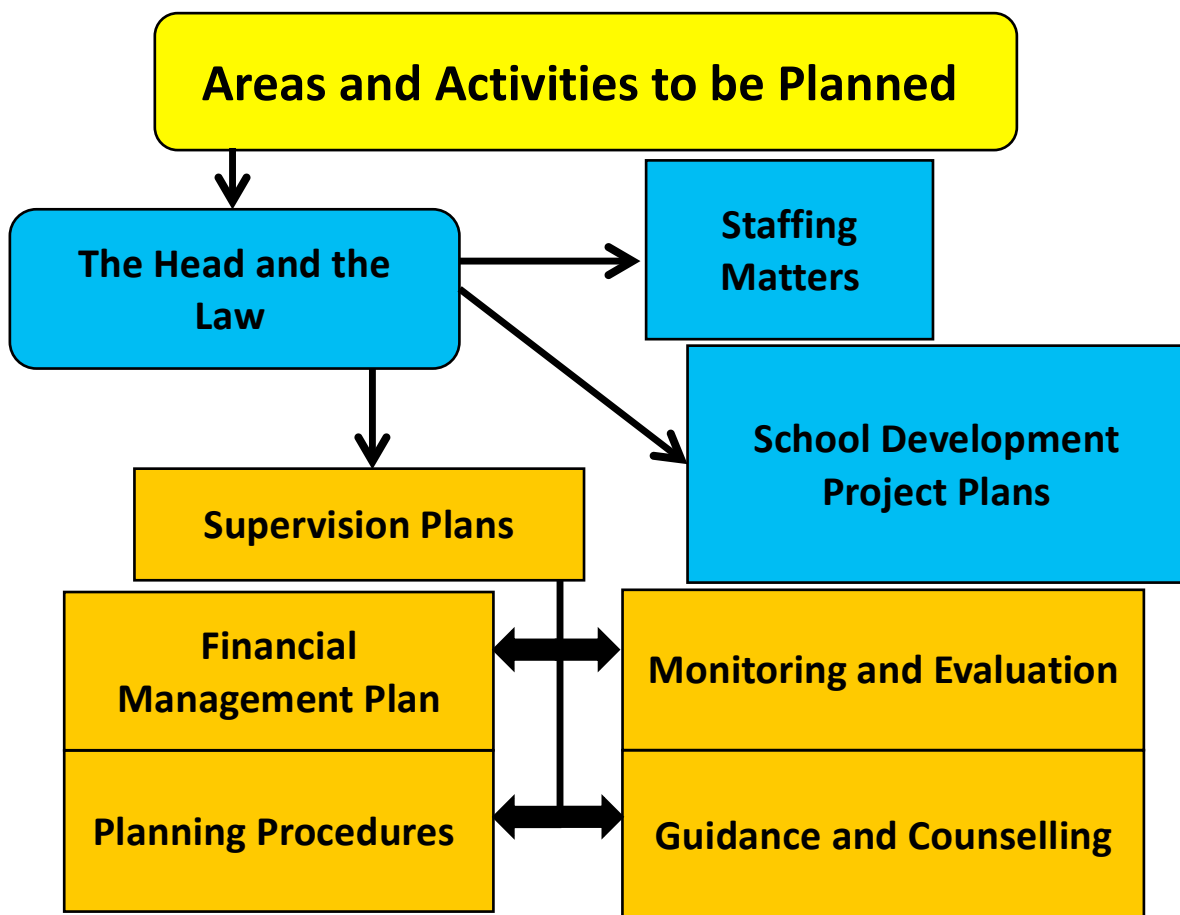 Areas and Activities to be Planned
Staffing
Matters
The Head and the
Law
School Development
Project Plans
Supervision Plans
Financial
Management Plan
Monitoring and Evaluation
Planning Procedures
Guidance and Counselling